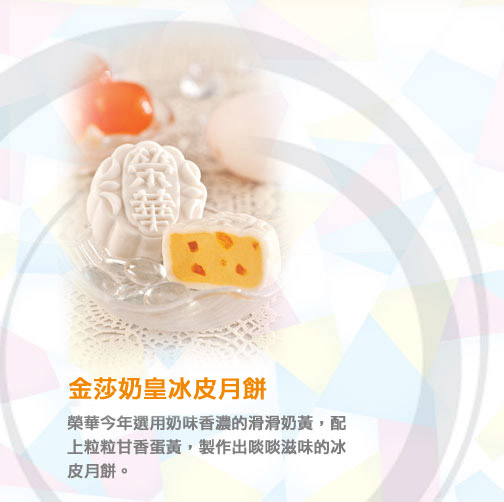 榮
華
金莎奶皇冰皮月餅
榮華今年選用奶味香濃的滑滑奶黃，配
上粒粒甘香蛋黃，製作出啖啖滋味的冰
皮月餅。